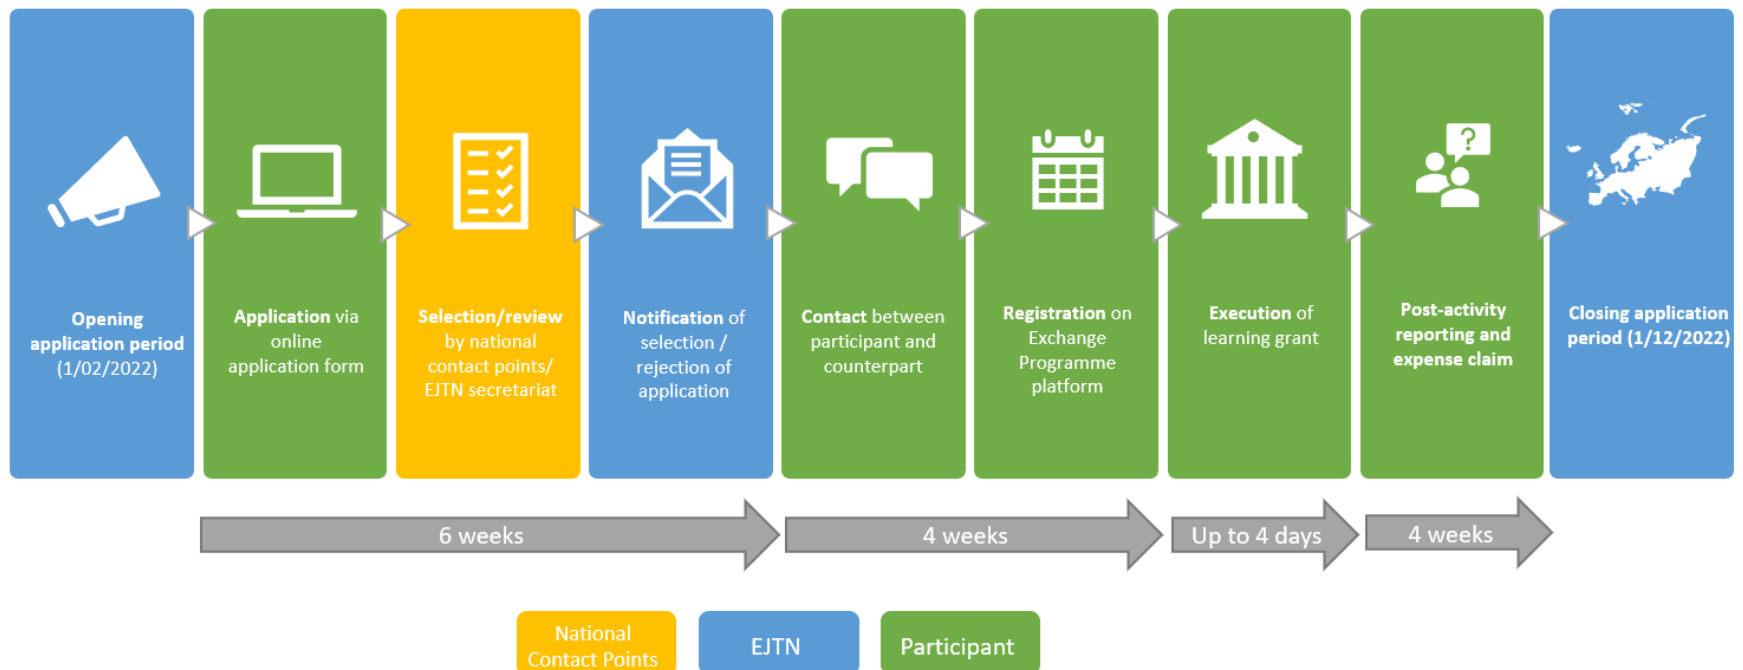 Opening
application period
(1/02/2022)
Application via
online
application form
Selection/review
by national
contact points/
EJTN secretariat
Notification of
selection /
rejection of
application
Contact between
participant and
counterpart
Registration on
Exchange
Programme
platform
Execution of
learning grant
?
Post-activity
reporting and
expense claim
Closing application
period (1/12/2022)
6 weeks
4 weeks
Up to 4 days
4 weeks
National
Contact Points
EJTN
Participant